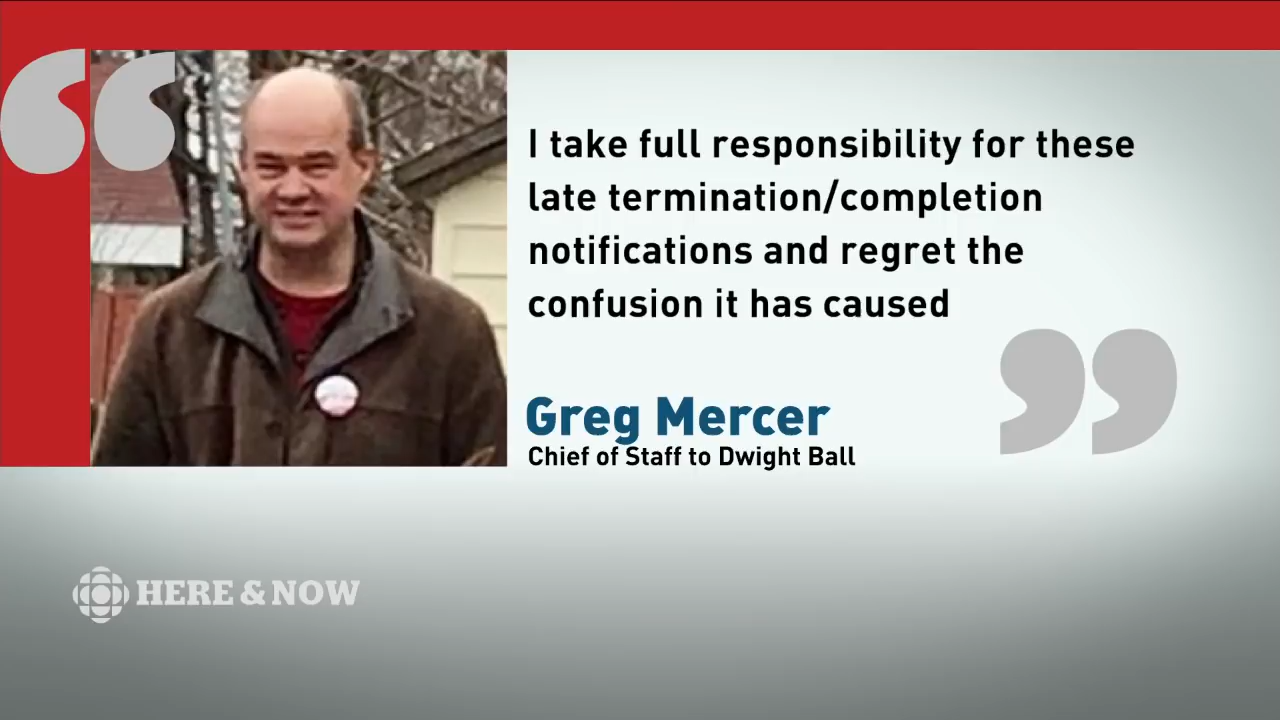 I take full responsibility for these
late termination/completion
notifications and regret the
confusion it has caused
Greg Mercer
Chief of Staff to Dwight Ball
HERE & NOW